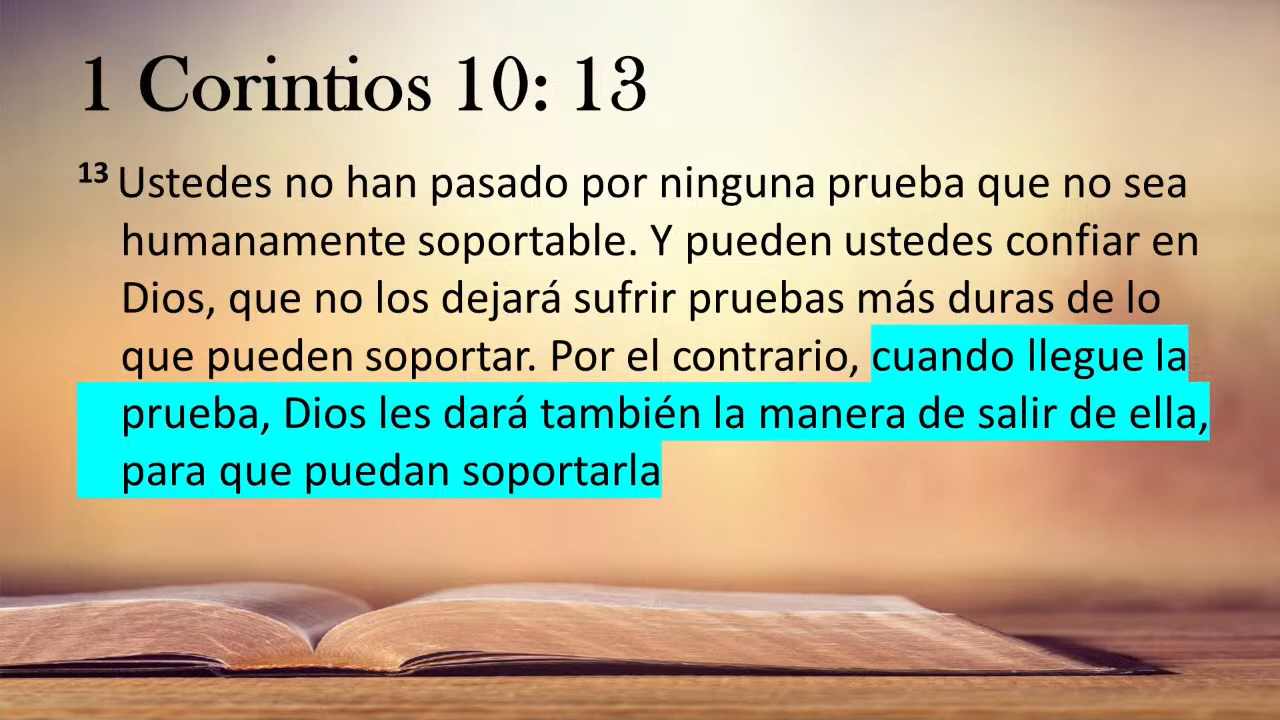 1 Corintios 10: 13
13 Ustedes no han pasado por ninguna prueba que no sea
humanamente soportable. Y pueden ustedes confiar en
Dios, que no los dejará sufrir pruebas más duras de lo
que pueden soportar. Por el contrario, cuando llegue la
prueba, Dios les dará también la manera de salir de ella,
para que puedan soportarla